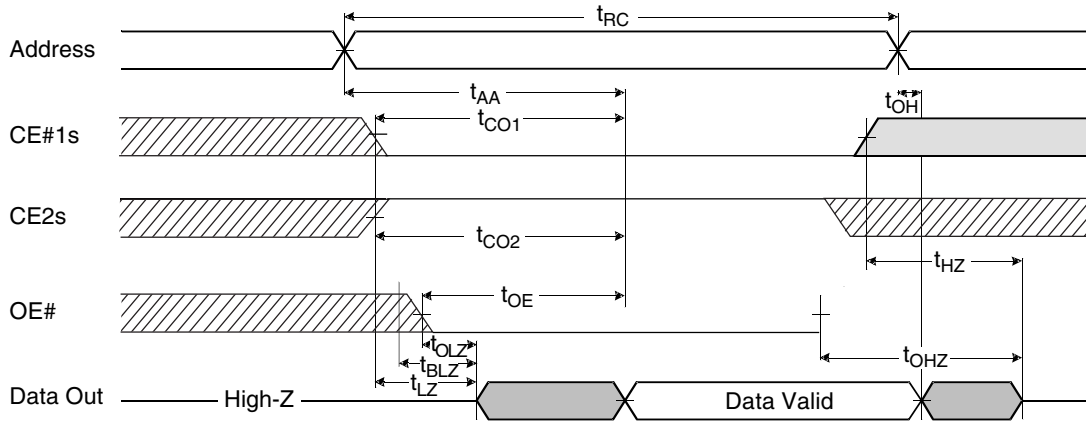 tRC
Address
tAA
tOH
CE#1s
tCO1
CE2s
tCO2
tHZ
OE#
tOE
tOLZ
tOHZ
tBLZ
tLZ
Data Out
High-Z
Data Valid